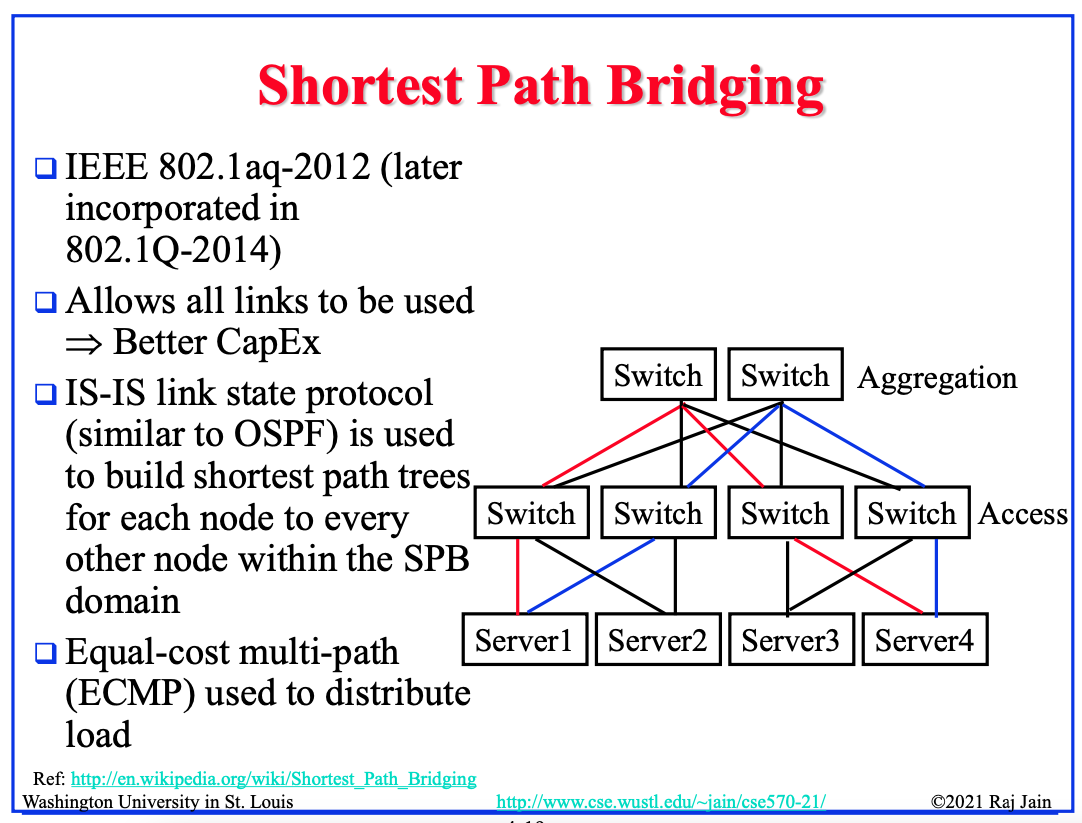 Shortest Path Bridging
❑ IEEE 802.1aq-2012 (later
incorporated in
802.1Q-2014)
❑ Allows all links to be used
⇒ Better CapEx
❑ IS-IS link state protocol
(similar to OSPF) is used
to build shortest path trees
for each node to every
other node within the SPB
domain
❑ Equal-cost multi-path
(ECMP) used to distribute
load
Switch Switch Aggregation
Switch Switch Switch Switch Access
Server1 Server2 Server3 Server4
Ref: http://en.wikipedia.org/wiki/Shortest_Path_Bridging
Washington University in St. Louis http://www.cse.wustl.edu/~jain/cse570-21/ ©2021 Raj Jain